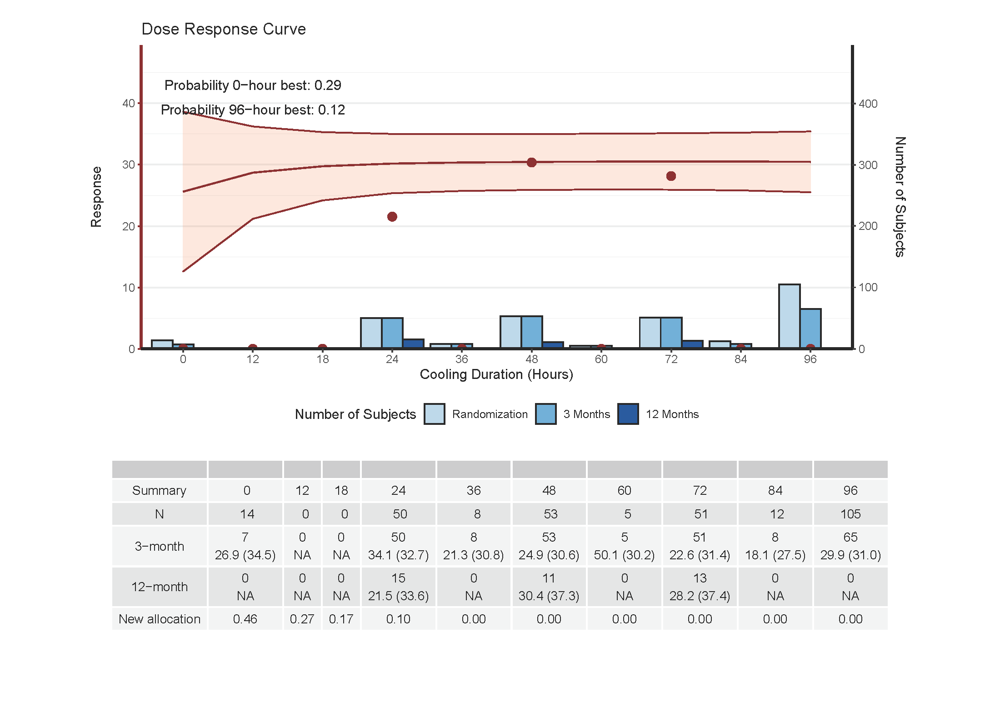 Dose Response Curve
Probability 0−hour best: 0.29
Probability 96−hour best: 0.12
Response
40
30
20
10
0
400
300
200
100
0
Number of Subjects
0 12 18 24 36 48 60 72 84 96
Cooling Duration (Hours)
Number of Subjects Randomization 3 Months 12 Months
Summary 0 12 18 24 36 48 60 72 84 96
N 14 0 0 50 8 53 5 51 12 105
3−month
7 0 0 50 8 53 5 51 8 65
26.9 (34.5) NA NA 34.1 (32.7) 21.3 (30.8) 24.9 (30.6) 50.1 (30.2) 22.6 (31.4) 18.1 (27.5) 29.9 (31.0)
12−month
0 0 0 15 0 11 0 13 0 0
NA NA NA 21.5 (33.6) NA 30.4 (37.3) NA 28.2 (37.4) NA NA
New allocation 0.46 0.27 0.17 0.10 0.00 0.00 0.00 0.00 0.00 0.00